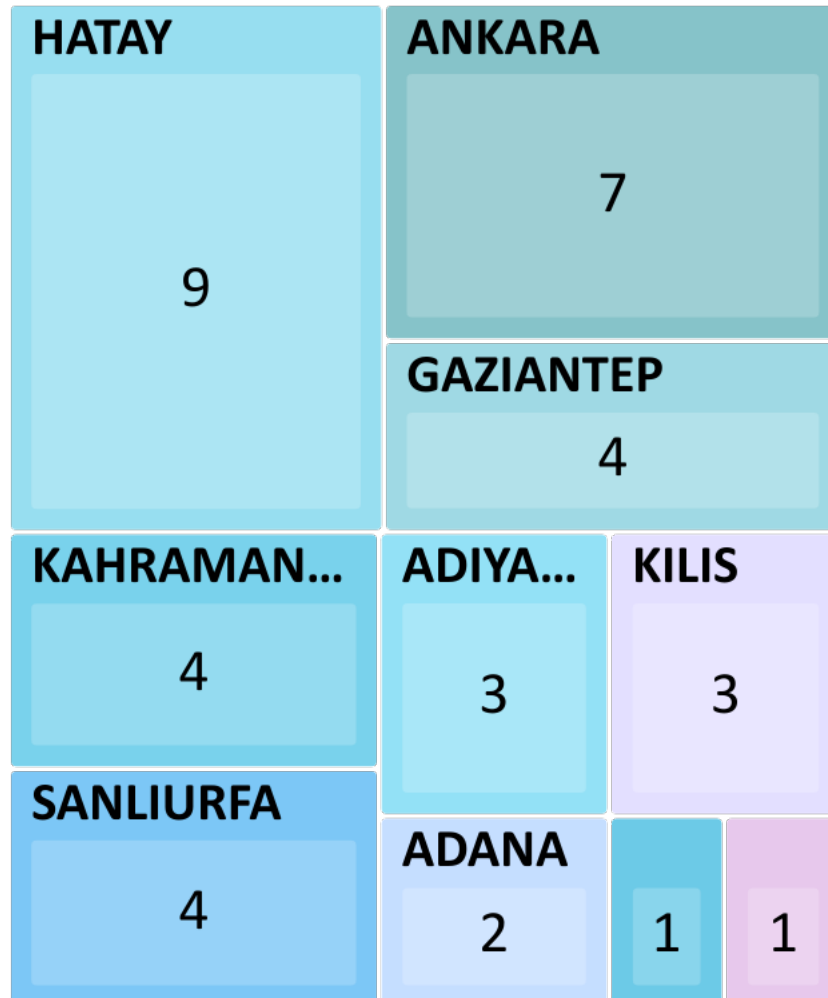 HATAY
9
ANKARA
7
GAZIANTEP
4
KAHRAMAN...
4
ADIYA...
3
KILIS
3
SANLIURFA
4
ADANA
2
1
1